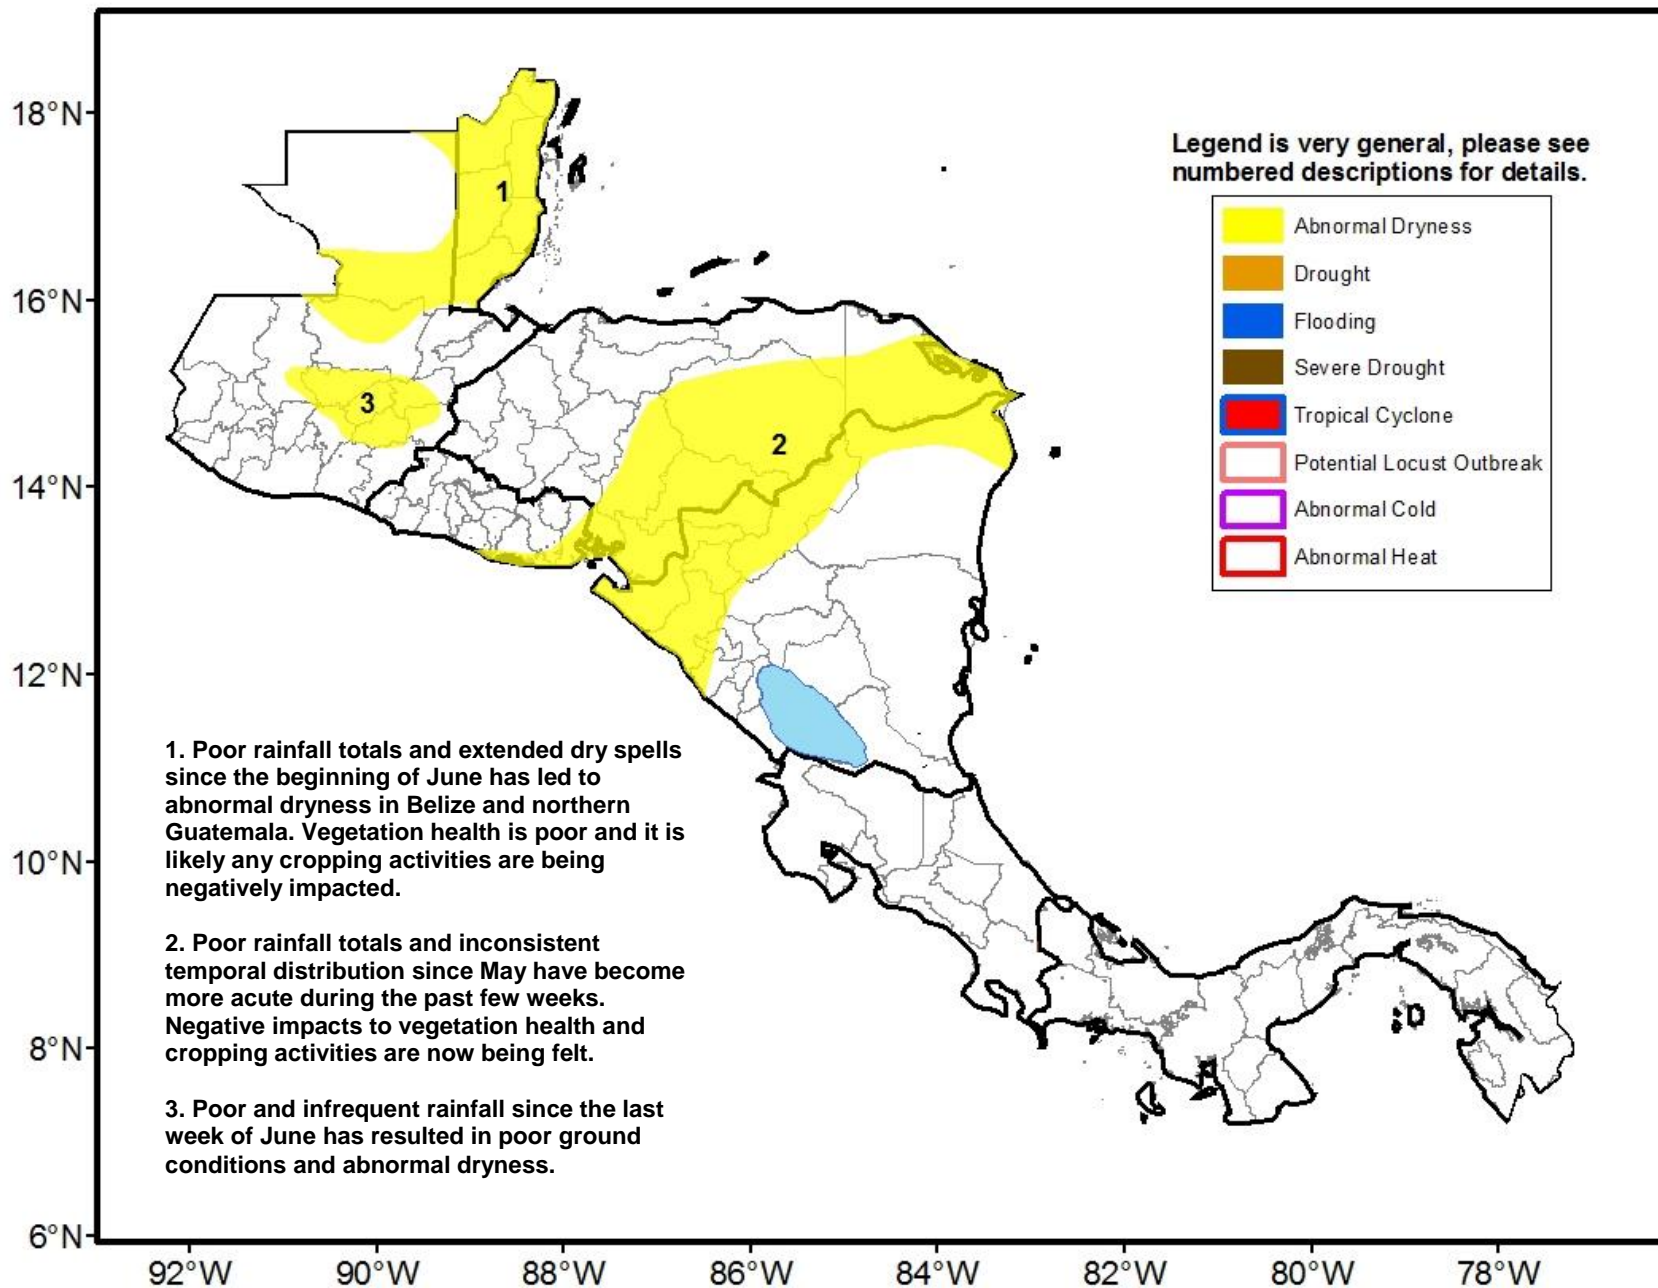 18°N
16°N
14°N
12°N
10°N
8°N
6°N
92°W
90°W
88°W
86°W
84°W
82°W
80°W
78°W
1
2
3
Legend is very general, please see
numbered descriptions for details.
Abnormal Dryness
Drought
Flooding
Severe Drought
Tropical Cyclone
Potential Locust Outbreak
Abnormal Cold
Abnormal Heat
1. Poor rainfall totals and extended dry spells
since the beginning of June has led to
abnormal dryness in Belize and northern
Guatemala. Vegetation health is poor and it is
likely any cropping activities are being
negatively impacted.
2. Poor rainfall totals and inconsistent
temporal distribution since May have become
more acute during the past few weeks.
Negative impacts to vegetation health and
cropping activities are now being felt.
3. Poor and infrequent rainfall since the last
week of June has resulted in poor ground
conditions and abnormal dryness.